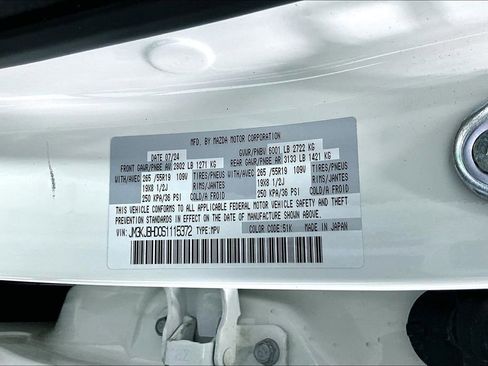 MFD. BY MAZDA MOTOR CORPORATION
DATE 07/24 GVWR/PNBV 6001 LB 2722 KG
FRONT GAWR/PNBE AV 2802 LB 1271 KG REAR GAWR/PNBE AR 3133 LB 1421 KG
WITH/AVEC 265 /55R19 109V TIRES/PNEUS WITH/AVEC 265 /55R19 109V TIRES/PNEUS
19X8 1/2J RIMS/JANTES 19X8 1/2J RIMS/JANTES
250 KPA/36 PSI COLD/A FROID 250 KPA/36 PSI COLD/A FROID
THIS VEHICLE CONFORMS TO ALL APPLICABLE FEDERAL MOTOR VEHICLE SAFETY AND THEFT
PREVENTION STANDARDS IN EFFECT ON THE DATE OF MANUFACTURE SHOWN ABOVE.
VIN: JM3KJBHD0S1115372 TYPE:MPV COLOR CODE:51K MADE IN JAPAN